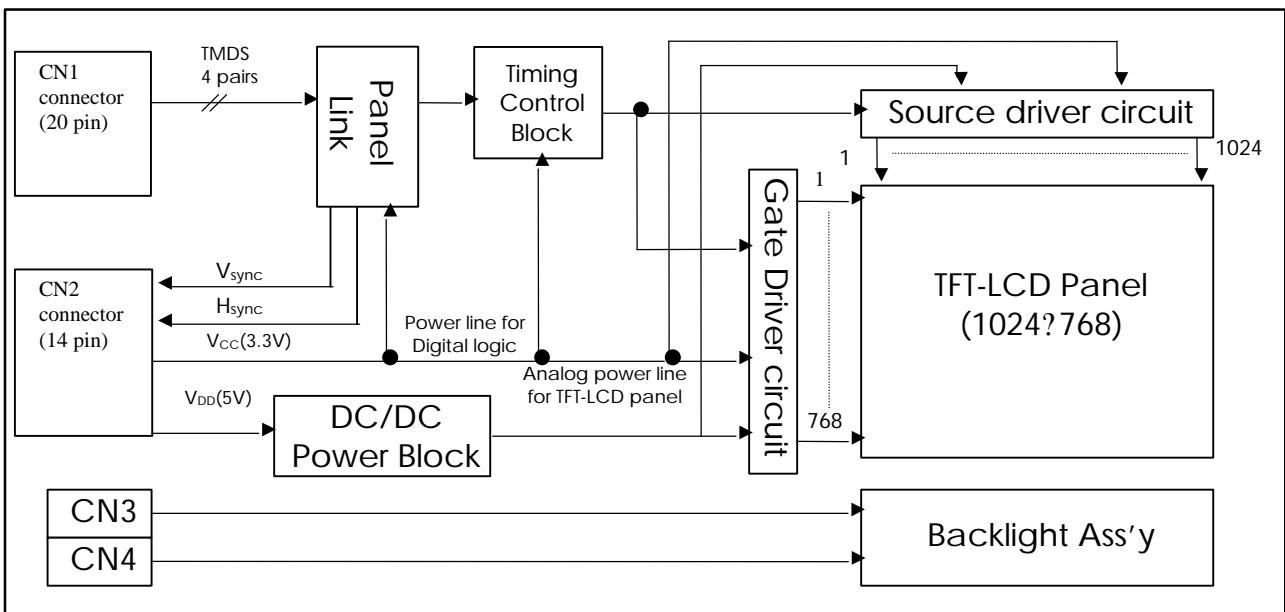 CN1
connector
(20 pin)
TMDS
4 pairs
Panel
Link
Timing
Control
Block
Source driver circuit
1
1024
1
Gate Driver circuit
768
TFT-LCD Panel
(1024?768)
CN2
connector
(14 pin)
Vsync
Hsync
VCC(3.3V)
Power line for
Digital logic
Analog power line
for TFT-LCD panel
VDD(5V)
DC/DC
Power Block
CN3
CN4
Backlight Ass'y